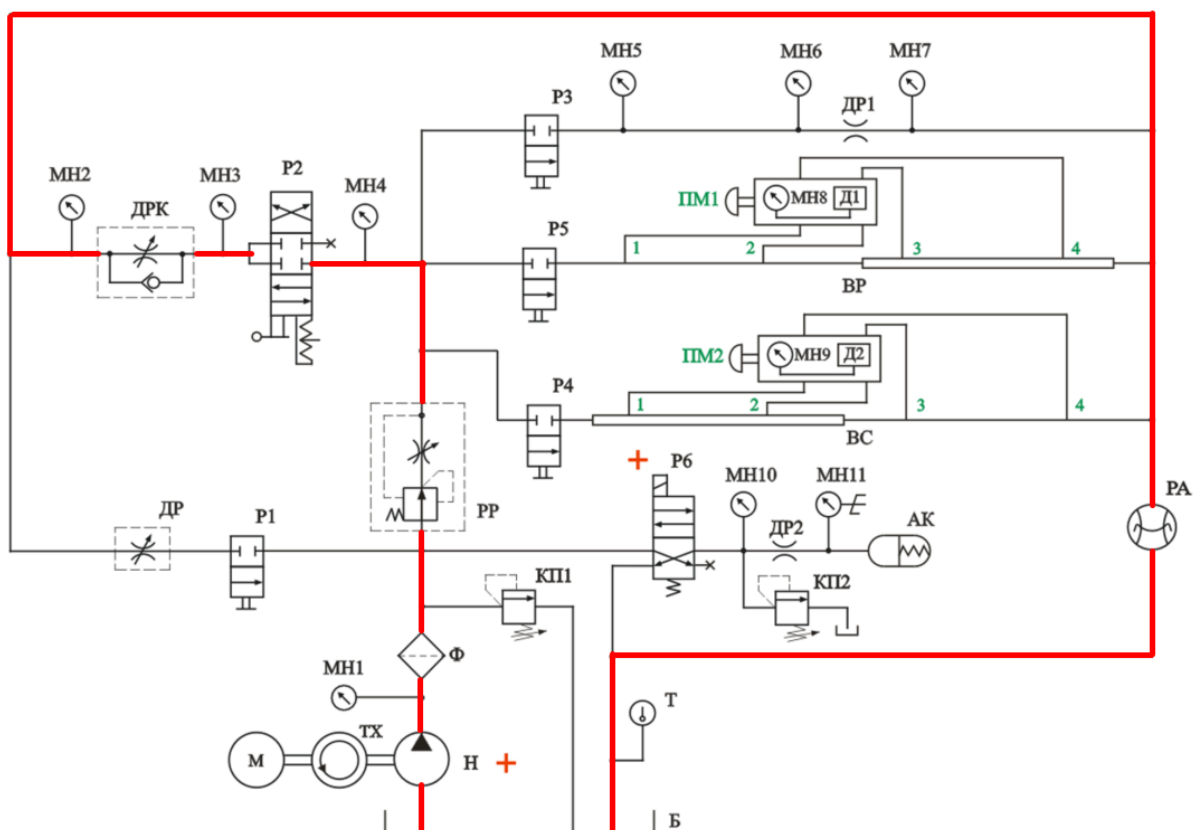 МН5
МН6
МН7
Р3
ДР1
МН2
МН3
Р2
МН4
ДРК
ПМ1
МН8
Д1
Р5
1
2
3
4
ВР
ПМ2
МН9
Д2
Р4
1
2
3
4
ВС
Р6
МН10
МН11
РА
ДР
Р1
РР
ДР2
АК
КП1
КП2
Ф
МН1
Т
ТХ
М
Н
Б